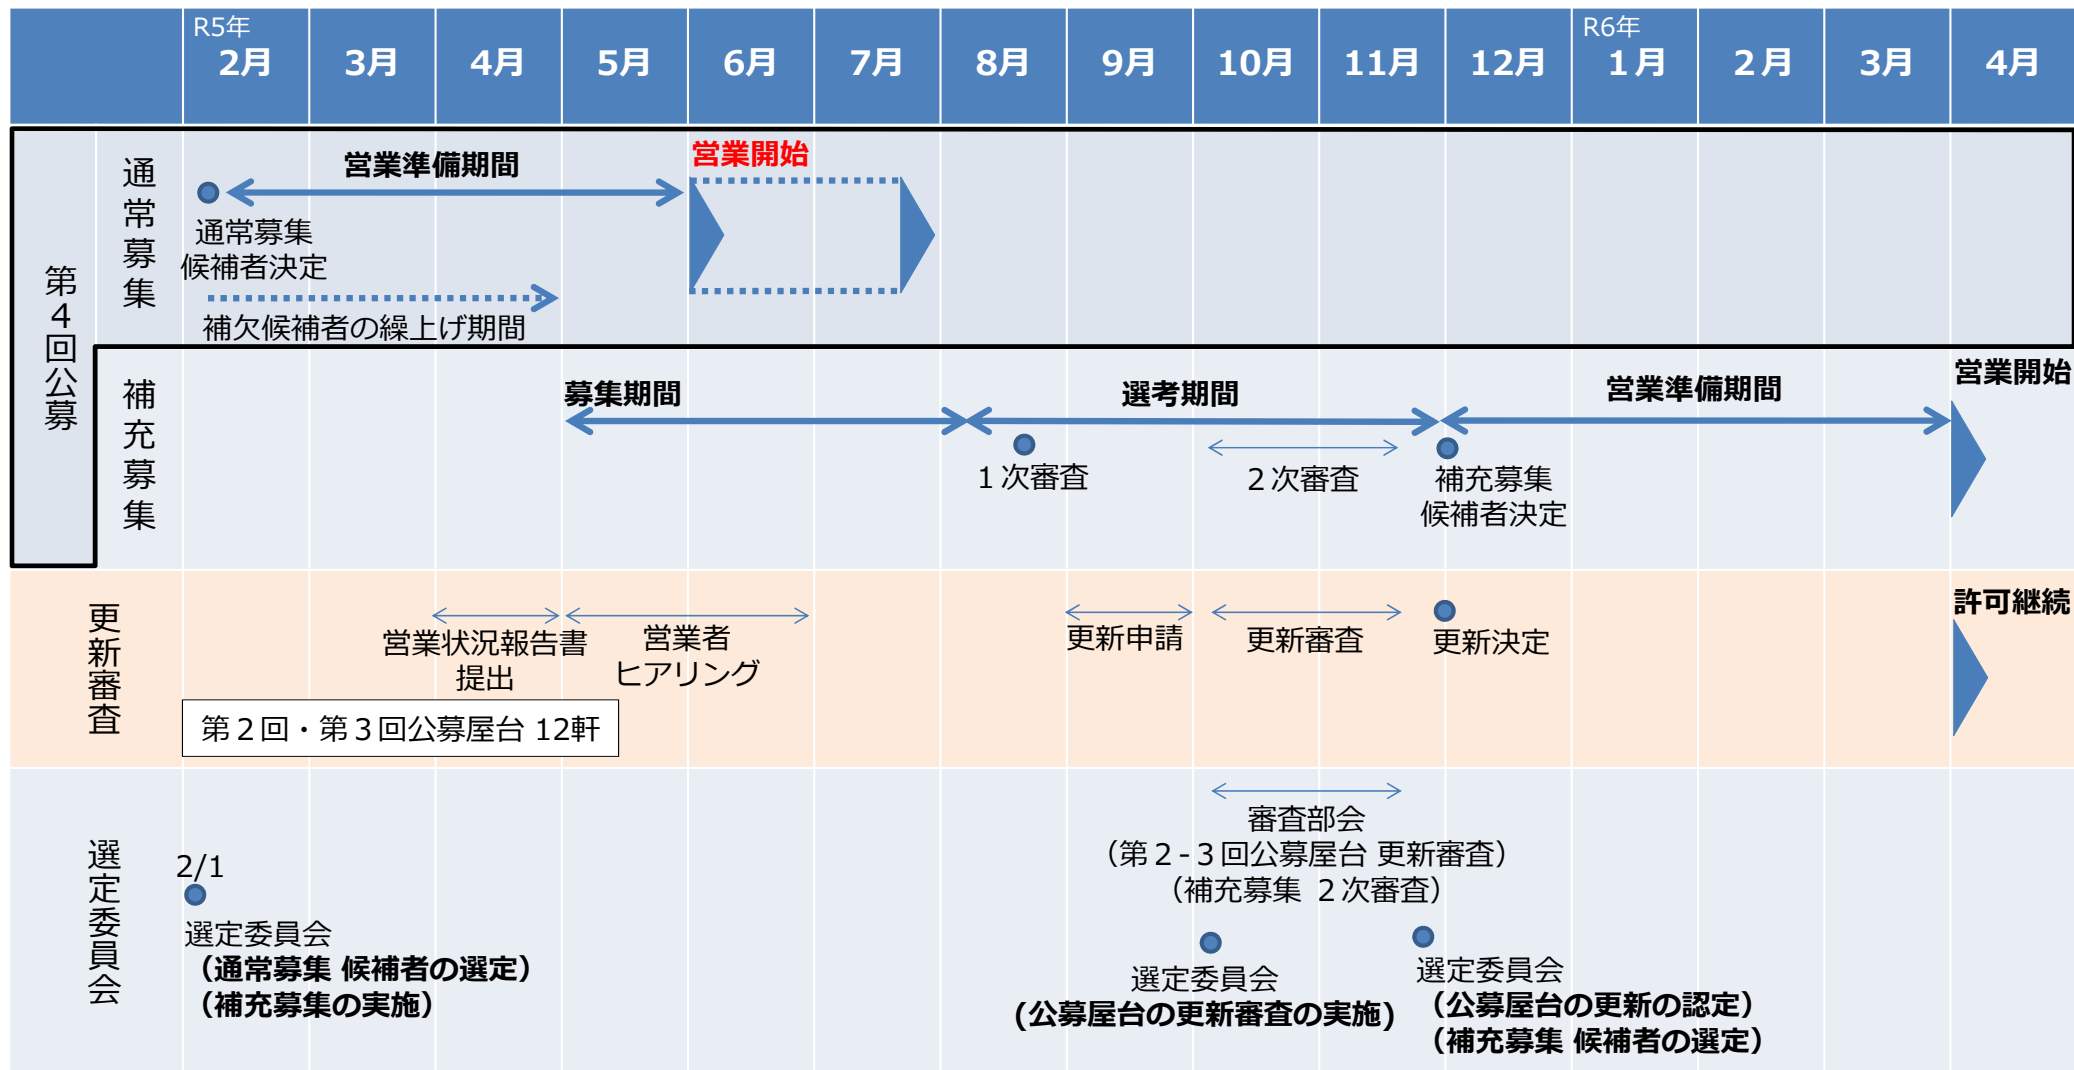 R5年
2月
3月
4月
5月
6月
7月
8月
9月
10月
11月
12月
R6年
1月
2月
3月
4月
第4回公募
通常募集
営業準備期間
通常募集
候補者決定
補欠候補者の繰上げ期間
営業開始
補充募集
募集期間
選考期間
営業準備期間
営業開始
1次審査
2次審査
補充募集
候補者決定
更新審査
営業状況報告書
提出
営業者
ヒアリング
更新申請
更新審査
更新決定
許可継続
第2回・第3回公募屋台 12軒
選定委員会
2/1
選定委員会
（通常募集 候補者の選定）
（補充募集の実施）
審査部会
（第2-3回公募屋台 更新審査）
（補充募集 2次審査）
選定委員会
(公募屋台の更新審査の実施)
選定委員会
（公募屋台の更新の認定）
（補充募集 候補者の選定）